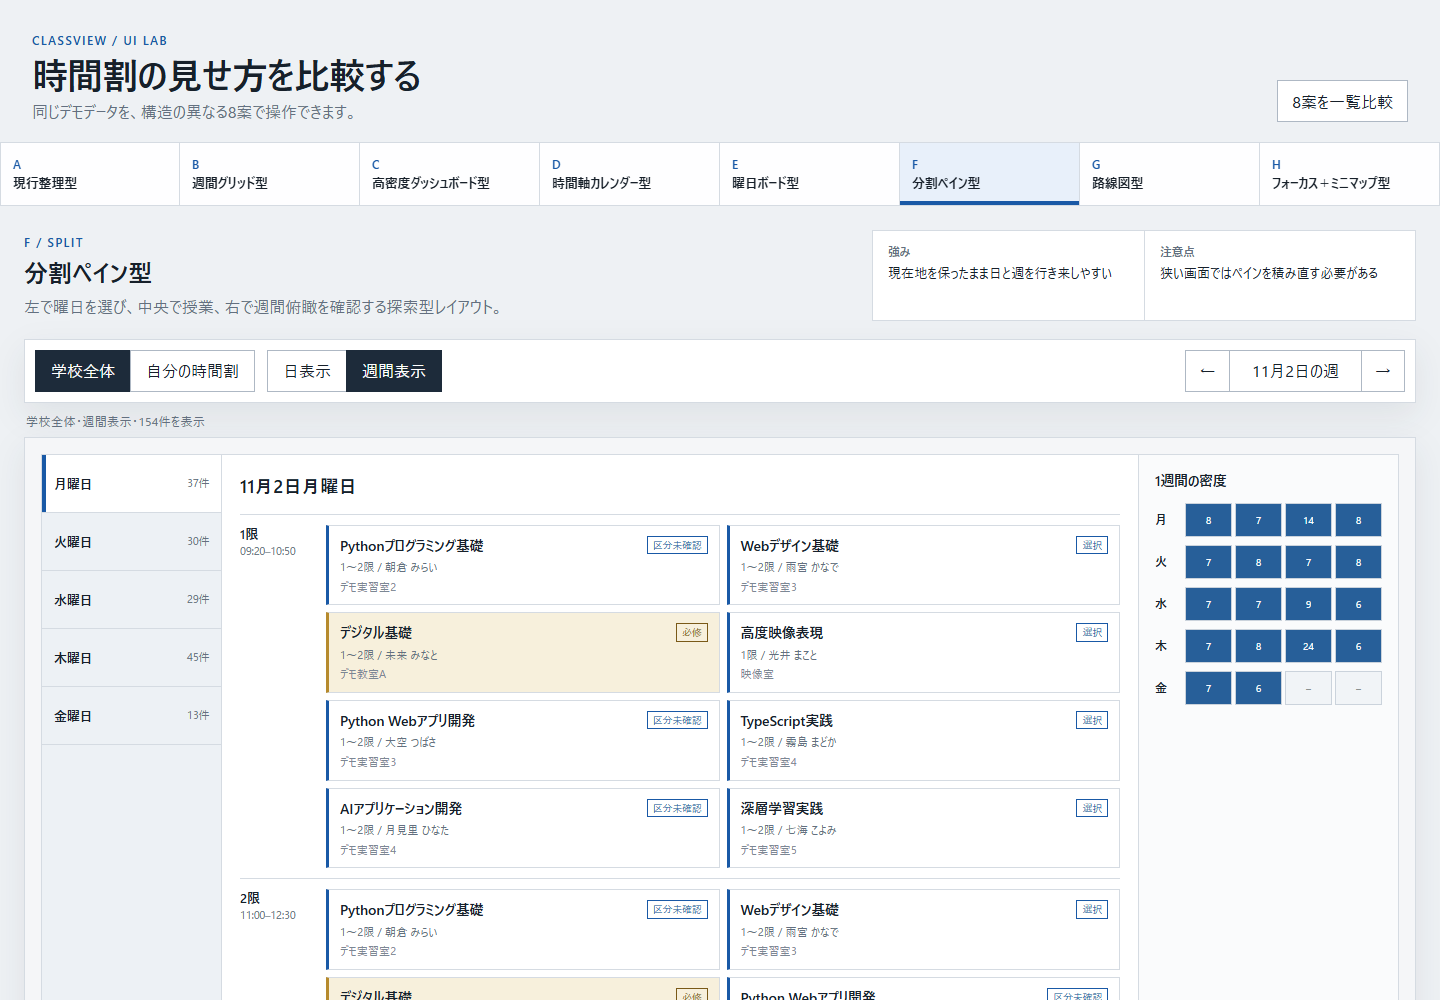 CLASSVIEW / UI LAB
時間割の見せ方を比較する
同じデモデータを、構造の異なる8案で操作できます。
8案を一覧比較
A
現行整理型
B
週間グリッド型
C
高密度ダッシュボード型
D
時間軸カレンダー型
E
曜日ボード型
F
分割ペイン型
G
路線図型
H
フォーカス＋ミニマップ型
F / SPLIT
分割ペイン型
左で曜日を選び、中央で授業、右で週間俯瞰を確認する探索型レイアウト。
強み
現在地を保ったまま日と週を行き来しやすい
注意点
狭い画面ではペインを積み直す必要がある
学校全体
自分の時間割
日表示
週間表示
←
11月2日の週
→
学校全体・週間表示・154件を表示
月曜日 37件
火曜日 30件
水曜日 29件
木曜日 45件
金曜日 13件
11月2日月曜日
1限
09:20–10:50
Pythonプログラミング基礎 区分未確認
1〜2限 / 朝倉 みらい
デモ実習室2
Webデザイン基礎 選択
1〜2限 / 雨宮 かなで
デモ実習室3
デジタル基礎 必修
1〜2限 / 未来 みなと
デモ教室A
高度映像表現 選択
1限 / 光井 まこと
映像室
Python Webアプリ開発 区分未確認
1〜2限 / 大空 つばさ
デモ実習室3
TypeScript実践 選択
1〜2限 / 霧島 まどか
デモ実習室4
AIアプリケーション開発 区分未確認
1〜2限 / 月見里 ひなた
デモ実習室4
深層学習実践 選択
1〜2限 / 七海 こよみ
デモ実習室5
2限
11:00–12:30
Pythonプログラミング基礎 区分未確認
1〜2限 / 朝倉 みらい
デモ実習室2
Webデザイン基礎 選択
1〜2限 / 雨宮 かなで
デモ実習室3
デジタル基礎 必修
Python Webアプリ開発 区分未確認
1週間の密度
月 8 7 14 8
火 7 8 7 8
水 7 7 9 6
木 7 8 24 6
金 7 6 – –